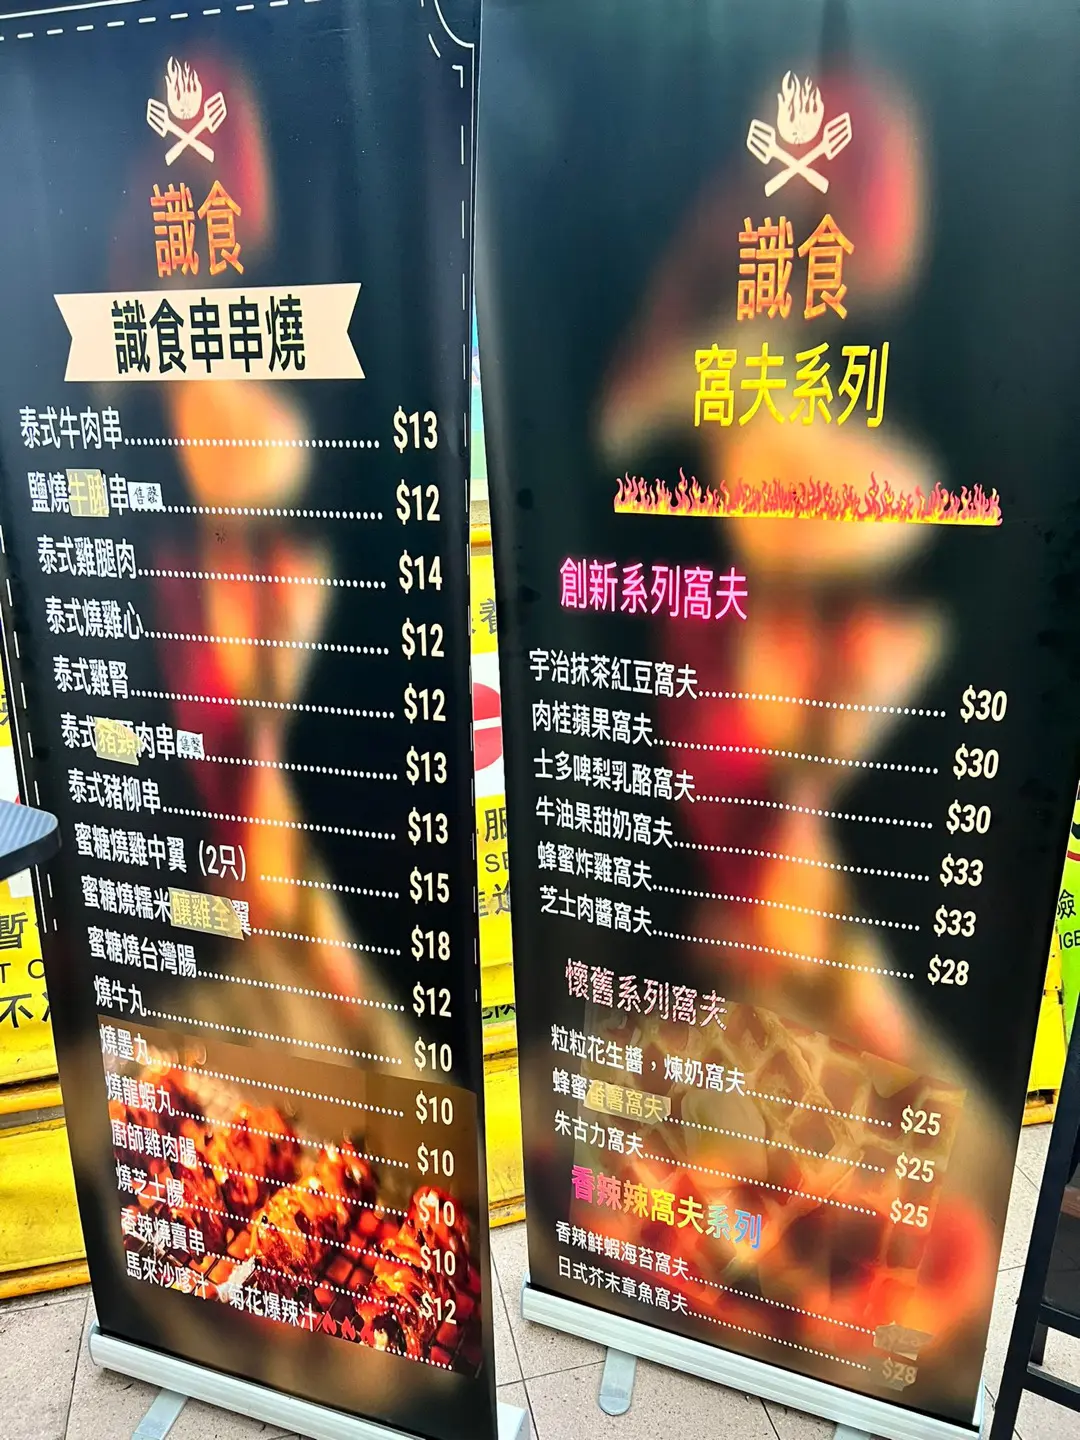 識食
識食串串燒
泰式牛肉串 $13
鹽燒牛脷串 售罄 $12
泰式雞腿肉 $14
泰式燒雞心 $12
泰式雞腎 $12
泰式豬頸肉串 售罄 $13
泰式豬柳串 $13
蜜糖燒雞中翼 (2只) $15
蜜糖燒糯米釀雞全翼 $18
蜜糖燒台灣腸 $12
燒牛丸 $10
燒墨丸 $10
燒龍蝦丸 $10
廚師雞肉腸 $10
燒芝士腸 $10
香辣燒賣串 $12
馬來沙嗲汁 菊花爆辣汁
識食
窩夫系列
創新系列窩夫
宇治抹茶紅豆窩夫 $30
肉桂蘋果窩夫 $30
士多啤梨乳酪窩夫 $30
牛油果甜奶窩夫 $33
蜂蜜炸雞窩夫 $33
芝士肉醬窩夫 $28
懷舊系列窩夫
粒粒花生醬，煉奶窩夫 $25
蜂蜜番薯窩夫 $25
朱古力窩夫 $25
香辣辣窩夫系列
香辣鮮蝦海苔窩夫
日式芥末章魚窩夫 $28